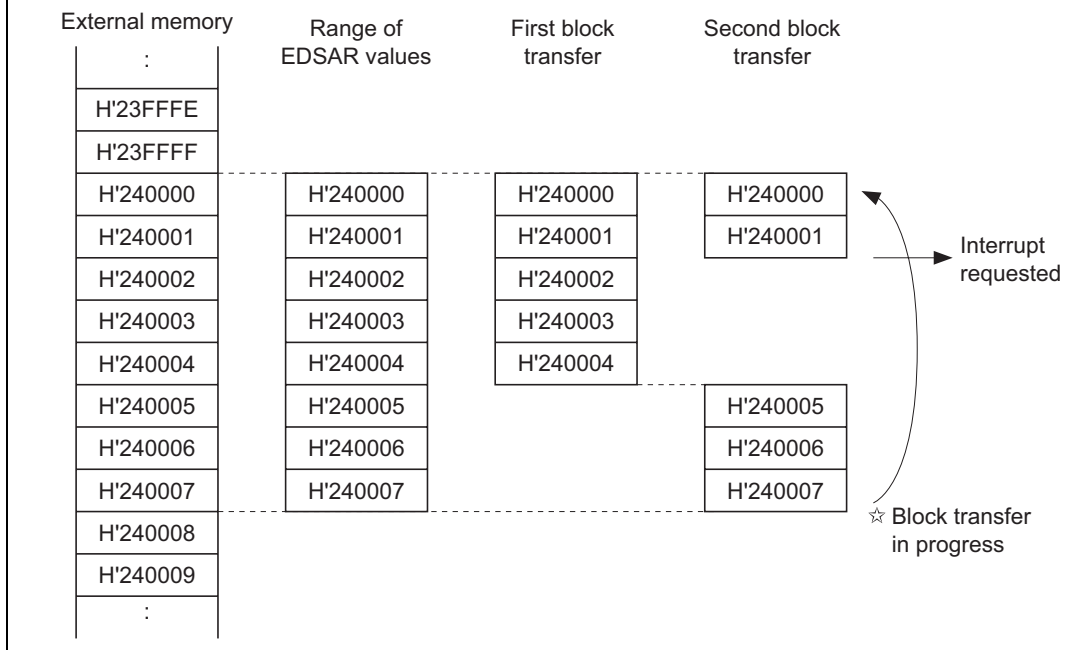 External memory
:
H'23FFFE
H'23FFFF
H'240000
H'240001
H'240002
H'240003
H'240004
H'240005
H'240006
H'240007
H'240008
H'240009
:
Range of
EDSAR values
H'240000
H'240001
H'240002
H'240003
H'240004
H'240005
H'240006
H'240007
First block
transfer
H'240000
H'240001
H'240002
H'240003
H'240004
Second block
transfer
H'240000
H'240001
H'240005
H'240006
H'240007
Interrupt
requested
☆ Block transfer
in progress